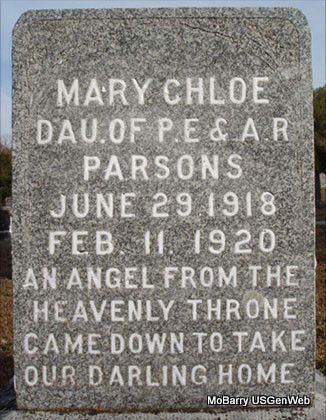 MARY CHLOE
DAU. OF P. E & A. R
PARSONS
JUNE 29 1918
FEB. 11. 1920
AN ANGEL FROM THE
HEAVENLY THRONE
CAME DOWN TO TAKE
OUR DARLING HOME
MoBarry USGenWeb